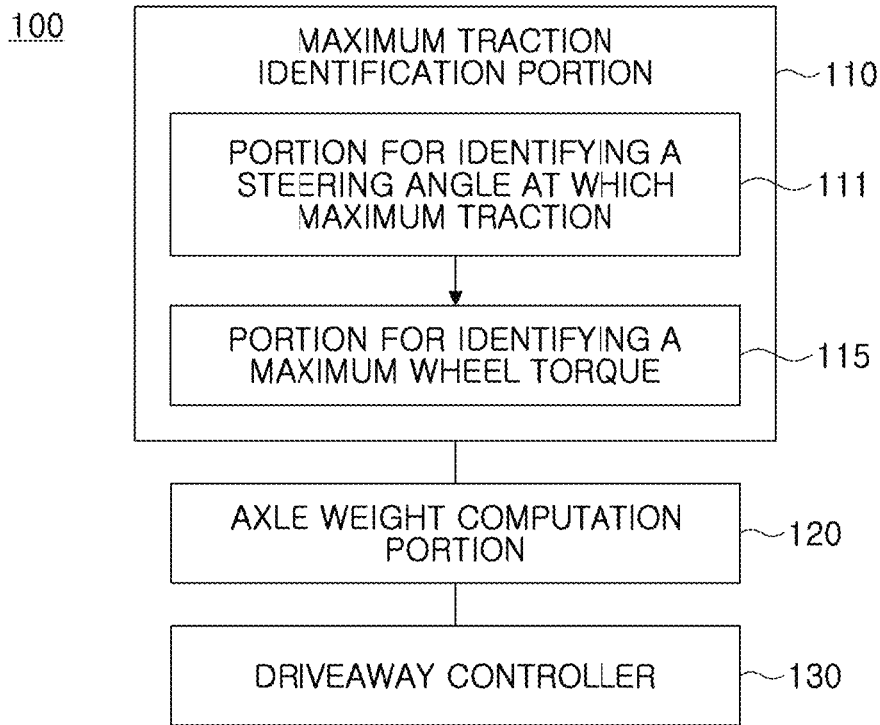 100
MAXIMUM TRACTION
IDENTIFICATION PORTION
110
PORTION FOR IDENTIFYING A
STEERING ANGLE AT WHICH
MAXIMUM TRACTION
111
PORTION FOR IDENTIFYING A
MAXIMUM WHEEL TORQUE
115
AXLE WEIGHT COMPUTATION
PORTION
120
DRIVEAWAY CONTROLLER
130